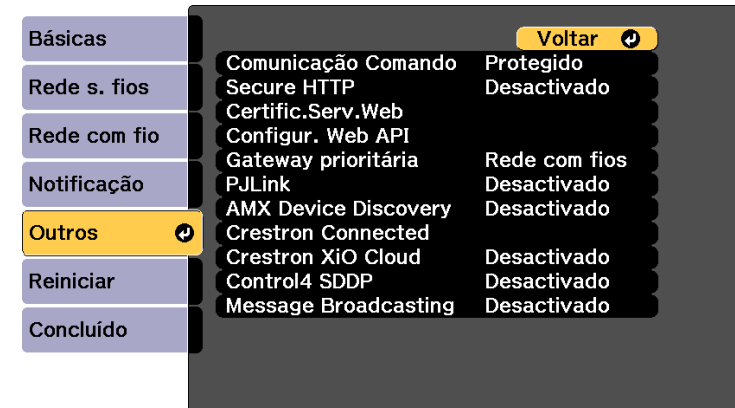 Básicas
Rede s. fios
Rede com fio
Notificação
Outros
Reiniciar
Concluído
Voltar
Comunicação Comando Protegido
Secure HTTP Desactivado
Certific.Serv.Web
Configur. Web API
Gateway prioritária Rede com fios
PJLink Desactivado
AMX Device Discovery Desactivado
Crestron Connected
Crestron XiO Cloud Desactivado
Control4 SDDP Desactivado
Message Broadcasting Desactivado